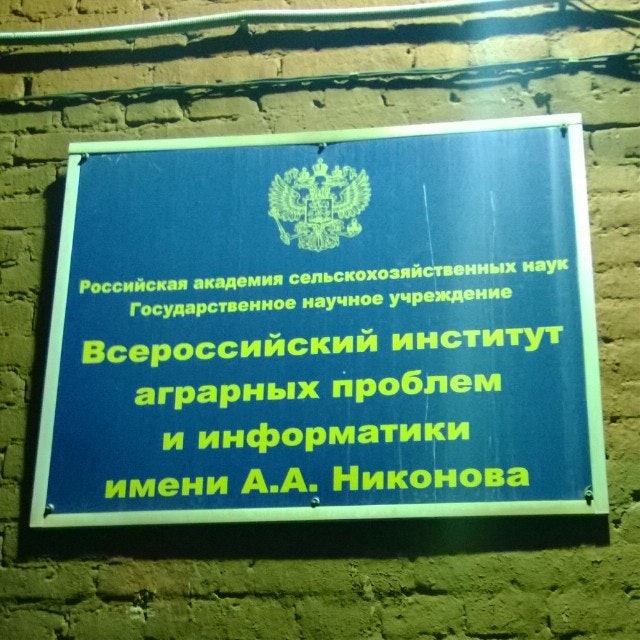 Российская академия сельскохозяйственных наук
Государственное научное учреждение
Всероссийский институт
аграрных проблем
и информатики
имени А.А. Никонова